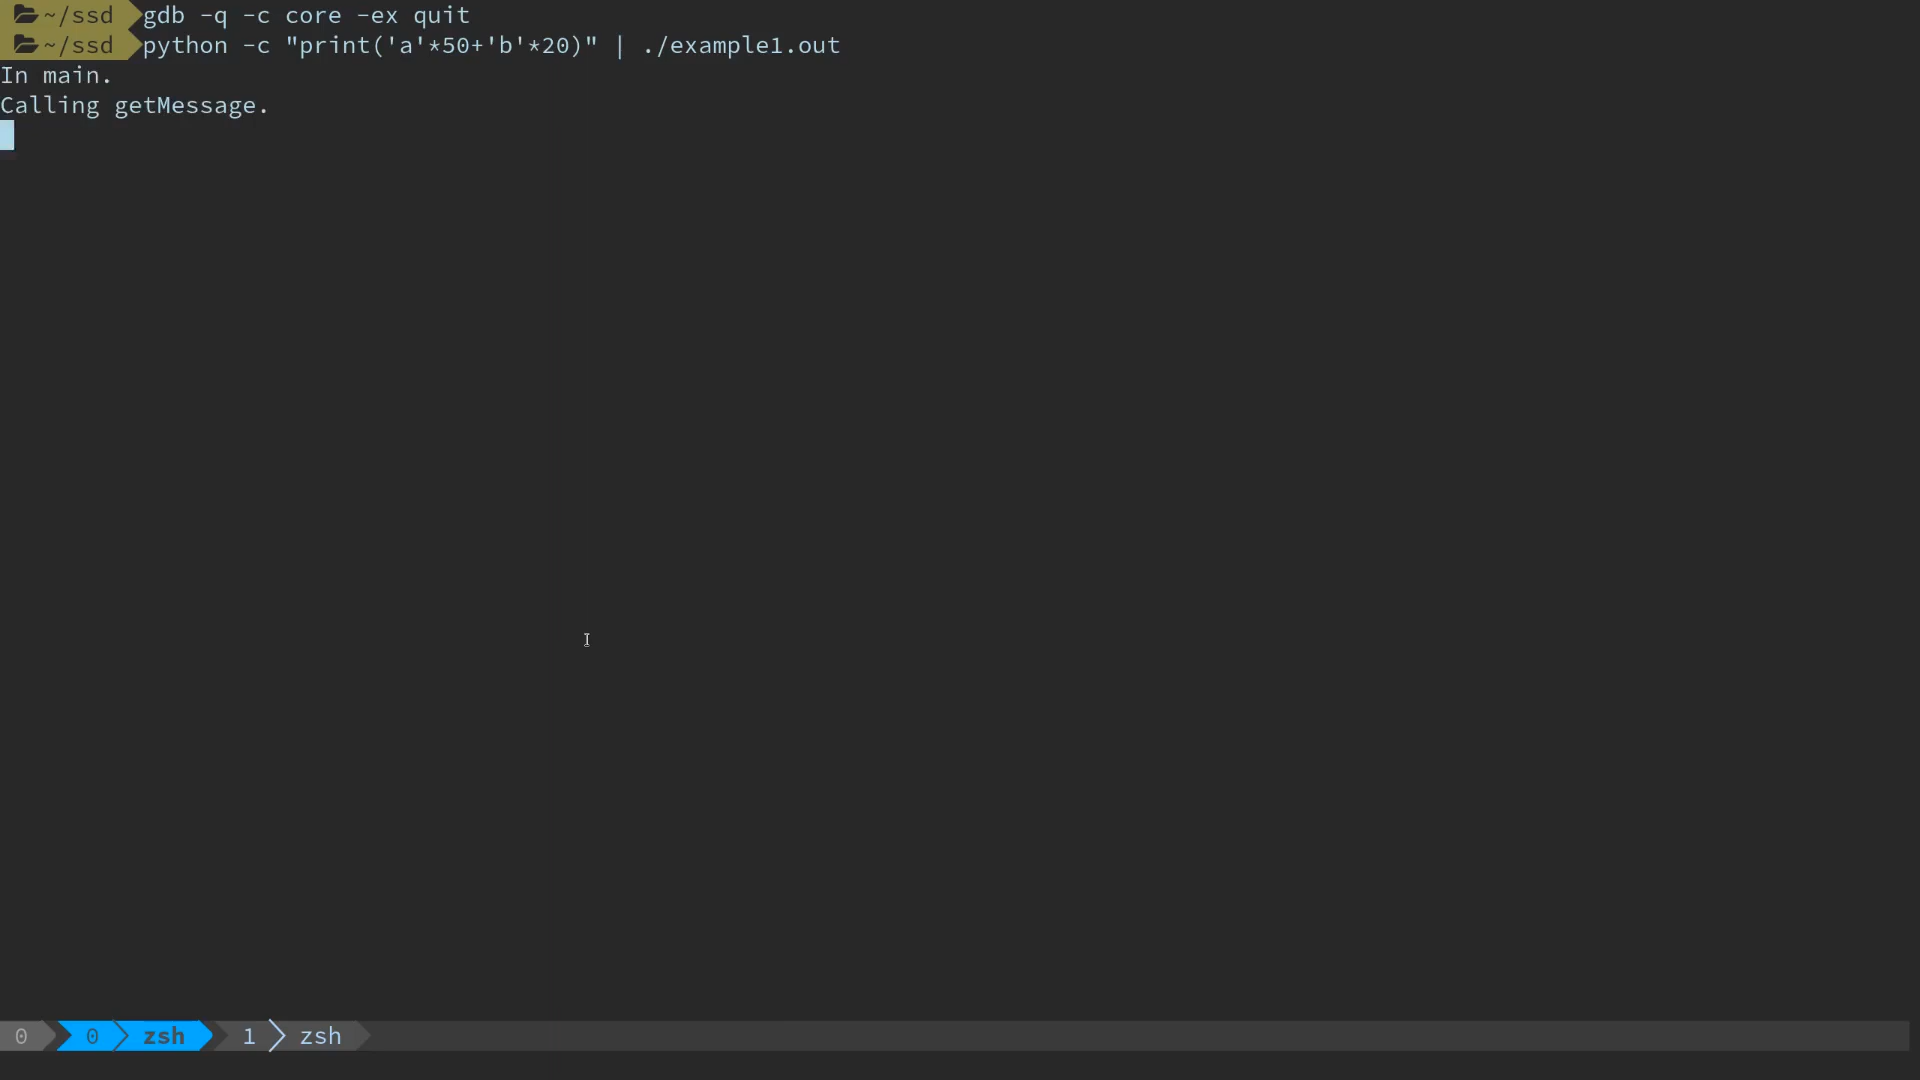 ~/ssd gdb -q -c core -ex quit
~/ssd python -c "print('a'*50+'b'*20)" | ./example1.out
In main.
Calling getMessage.
0 0 zsh 1 zsh